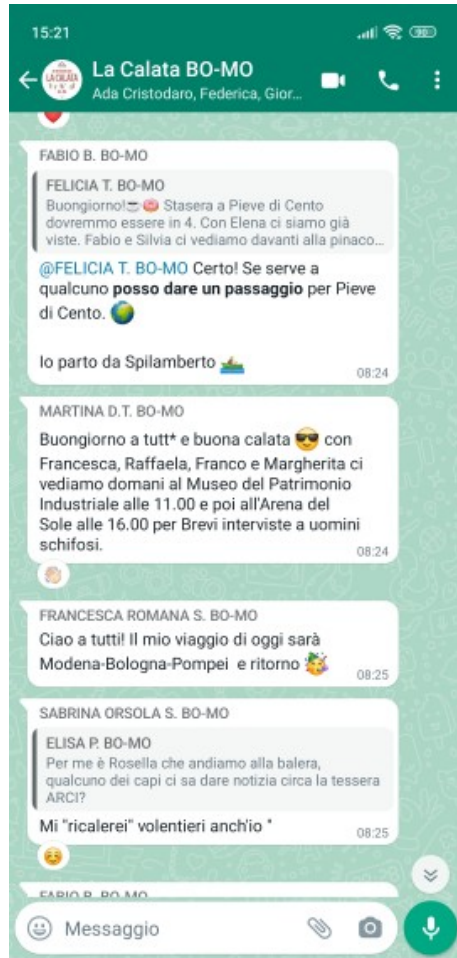 15:21
La Calata BO-MO
Ada Cristodaro, Federica, Gior...
FABIO B. BO-MO
FELICIA T. BO-MO
Buongiorno!☕🍩 Stasera a Pieve di Cento
dovremmo essere in 4. Con Elena ci siamo già
viste. Fabio e Silvia ci vediamo davanti alla pinaco...
@FELICIA T. BO-MO Certo! Se serve a
qualcuno posso dare un passaggio per Pieve
di Cento. 🌍
Io parto da Spilamberto 🚣
08:24
MARTINA D.T. BO-MO
Buongiorno a tutt* e buona calata 😎 con
Francesca, Raffaela, Franco e Margherita ci
vediamo domani al Museo del Patrimonio
Industriale alle 11.00 e poi all'Arena del
Sole alle 16.00 per Brevi interviste a uomini
schifosi.
08:24
FRANCESCA ROMANA S. BO-MO
Ciao a tutti! Il mio viaggio di oggi sarà
Modena-Bologna-Pompei e ritorno 🥳
08:25
SABRINA ORSOLA S. BO-MO
ELISA P. BO-MO
Per me è Rosella che andiamo alla balera,
qualcuno dei capi ci sa dare notizia circa la tessera
ARCI?
Mi "ricalerei" volentieri anch'io "
08:25
FABIO B. BO-MO
Messaggio